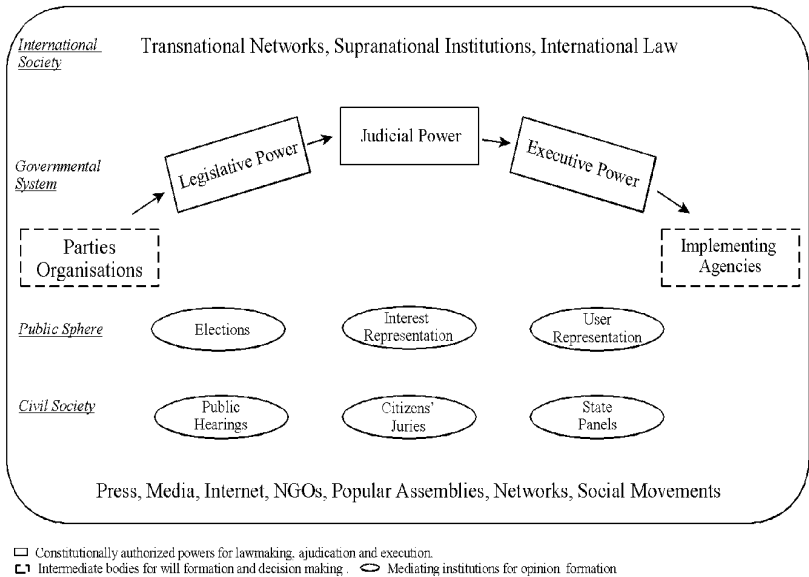 International
Society
Transnational Networks, Supranational Institutions, International Law
Governmental
System
Legislative Power
Judicial Power
Executive Power
Parties
Organisations
Implementing
Agencies
Public Sphere
Elections
Interest
Representation
User
Representation
Civil Society
Public
Hearings
Citizens'
Juries
State
Panels
Press, Media, Internet, NGOs, Popular Assemblies, Networks, Social Movements
Constitutionally authorized powers for lawmaking, ajudication and execution.
Intermediate bodies for will formation and decision making . Mediating institutions for opinion formation